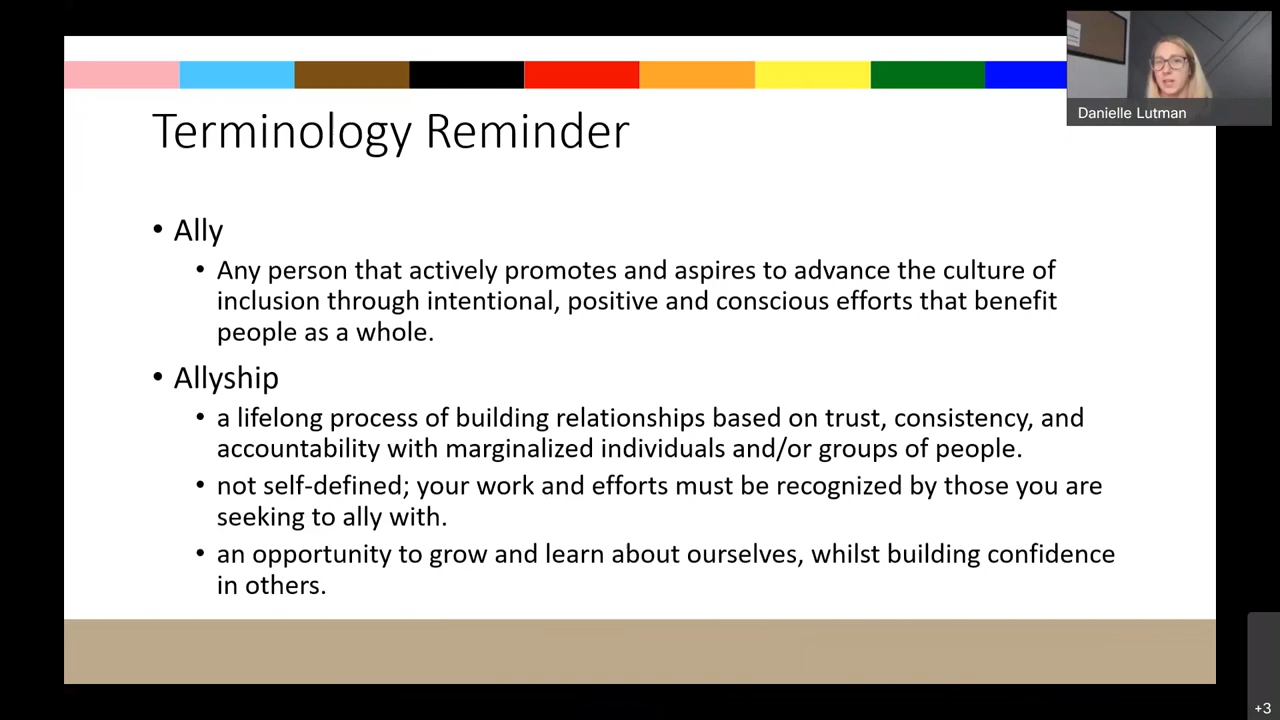 Danielle Lutman
Terminology Reminder
• Ally
• Any person that actively promotes and aspires to advance the culture of
inclusion through intentional, positive and conscious efforts that benefit
people as a whole.
• Allyship
• a lifelong process of building relationships based on trust, consistency, and
accountability with marginalized individuals and/or groups of people.
• not self-defined; your work and efforts must be recognized by those you are
seeking to ally with.
• an opportunity to grow and learn about ourselves, whilst building confidence
in others.
+3